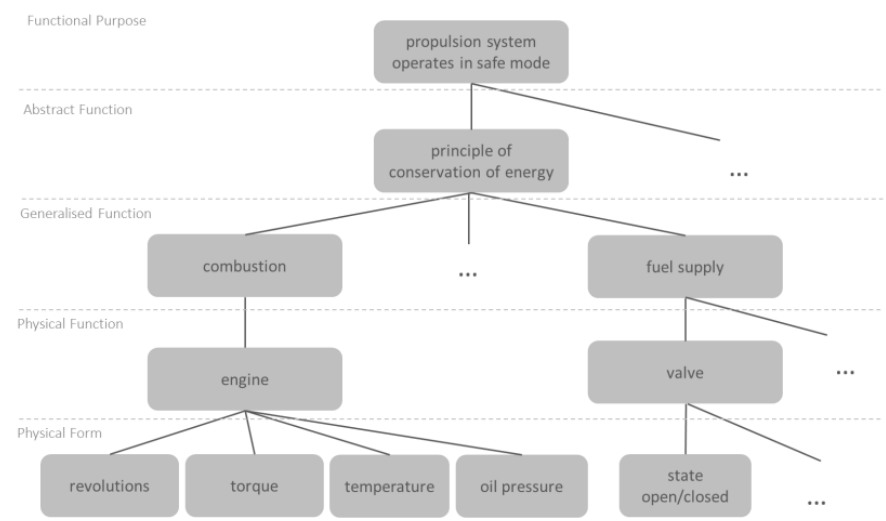 Functional Purpose
propulsion system
operates in safe mode
Abstract Function
principle of
conservation of energy
...
Generalised Function
combustion
...
fuel supply
Physical Function
engine
valve
...
Physical Form
revolutions
torque
temperature
oil pressure
state
open/closed
...